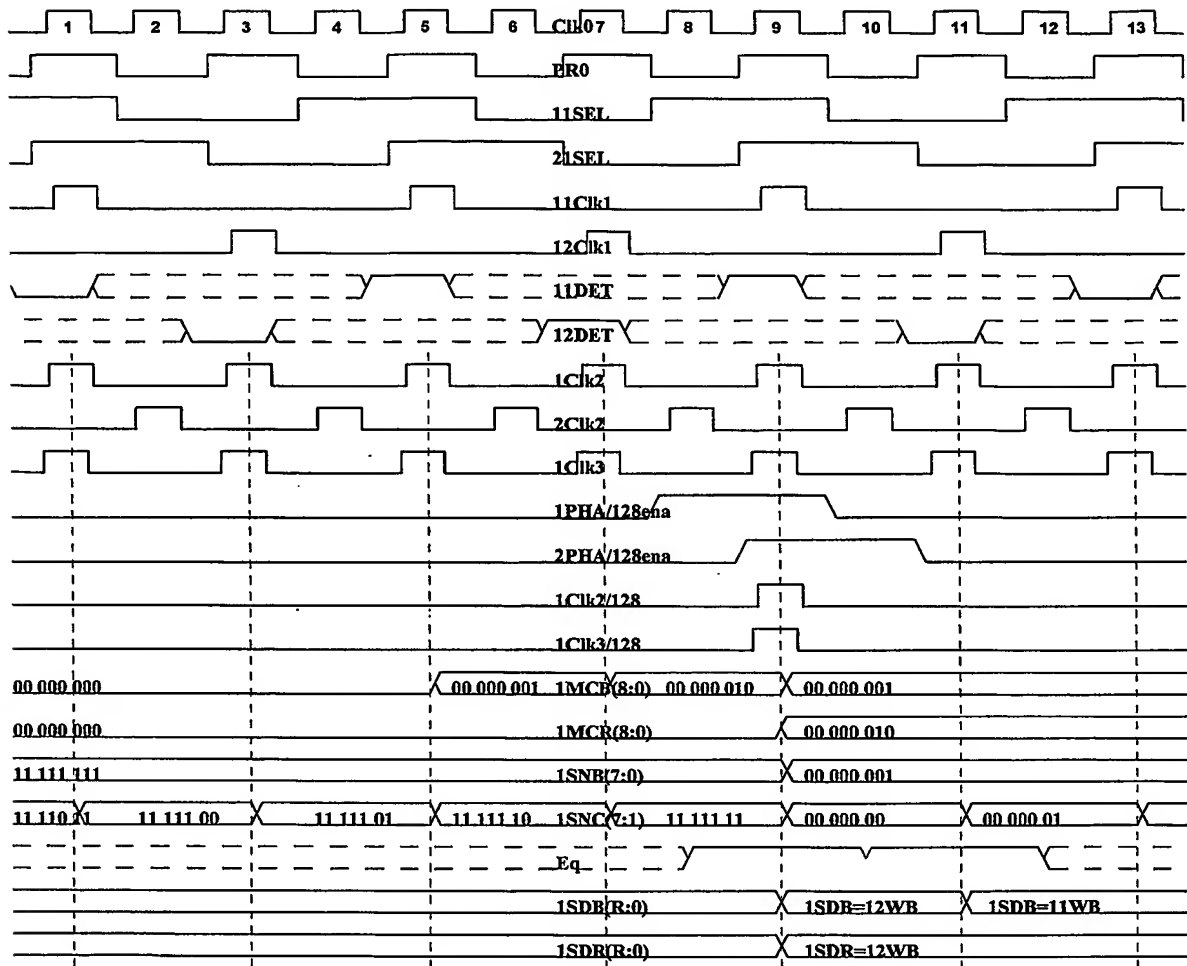 1 2 3 4 5 6 Clk0 7 8 9 10 11 12 13
PR0
11SEL
21SEL
11Clk1
12Clk1
11DET
12DET
1Clk2
2Clk2
1Clk3
1PHA/128ena
2PHA/128ena
1Clk2/128
1Clk3/128
00 000 000 00 000 001 1MCB(8:0) 00 000 010 00 000 001
00 000 000 1MCR(8:0) 00 000 010
11 111 111 1SNB(7:0) 00 000 001
11 110 11 111 00 11 111 01 11 111 10 1SNC(7:1) 11 111 11 00 000 00 00 000 01
Eq
1SDB(R:0) 1SDB=12WB 1SDB=11WB
1SDR(R:0) 1SDR=12WB